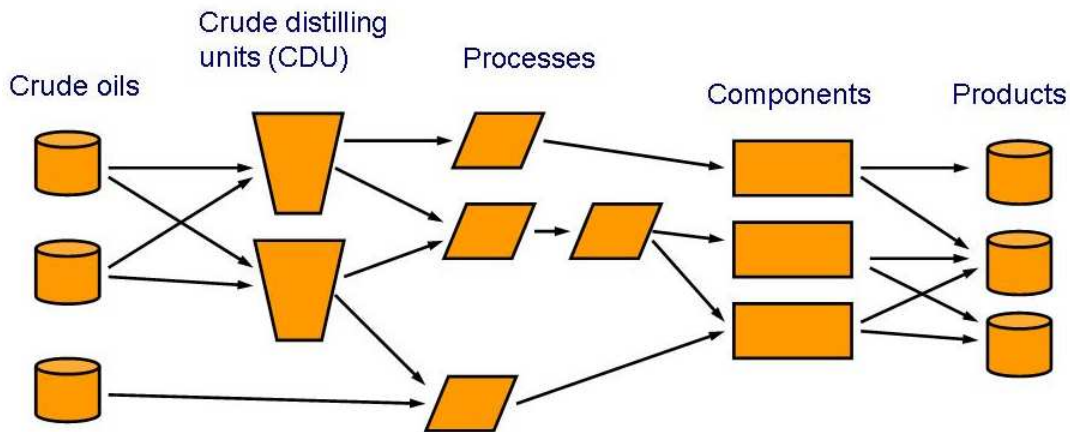 Crude oils
Crude distilling
units (CDU)
Processes
Components
Products